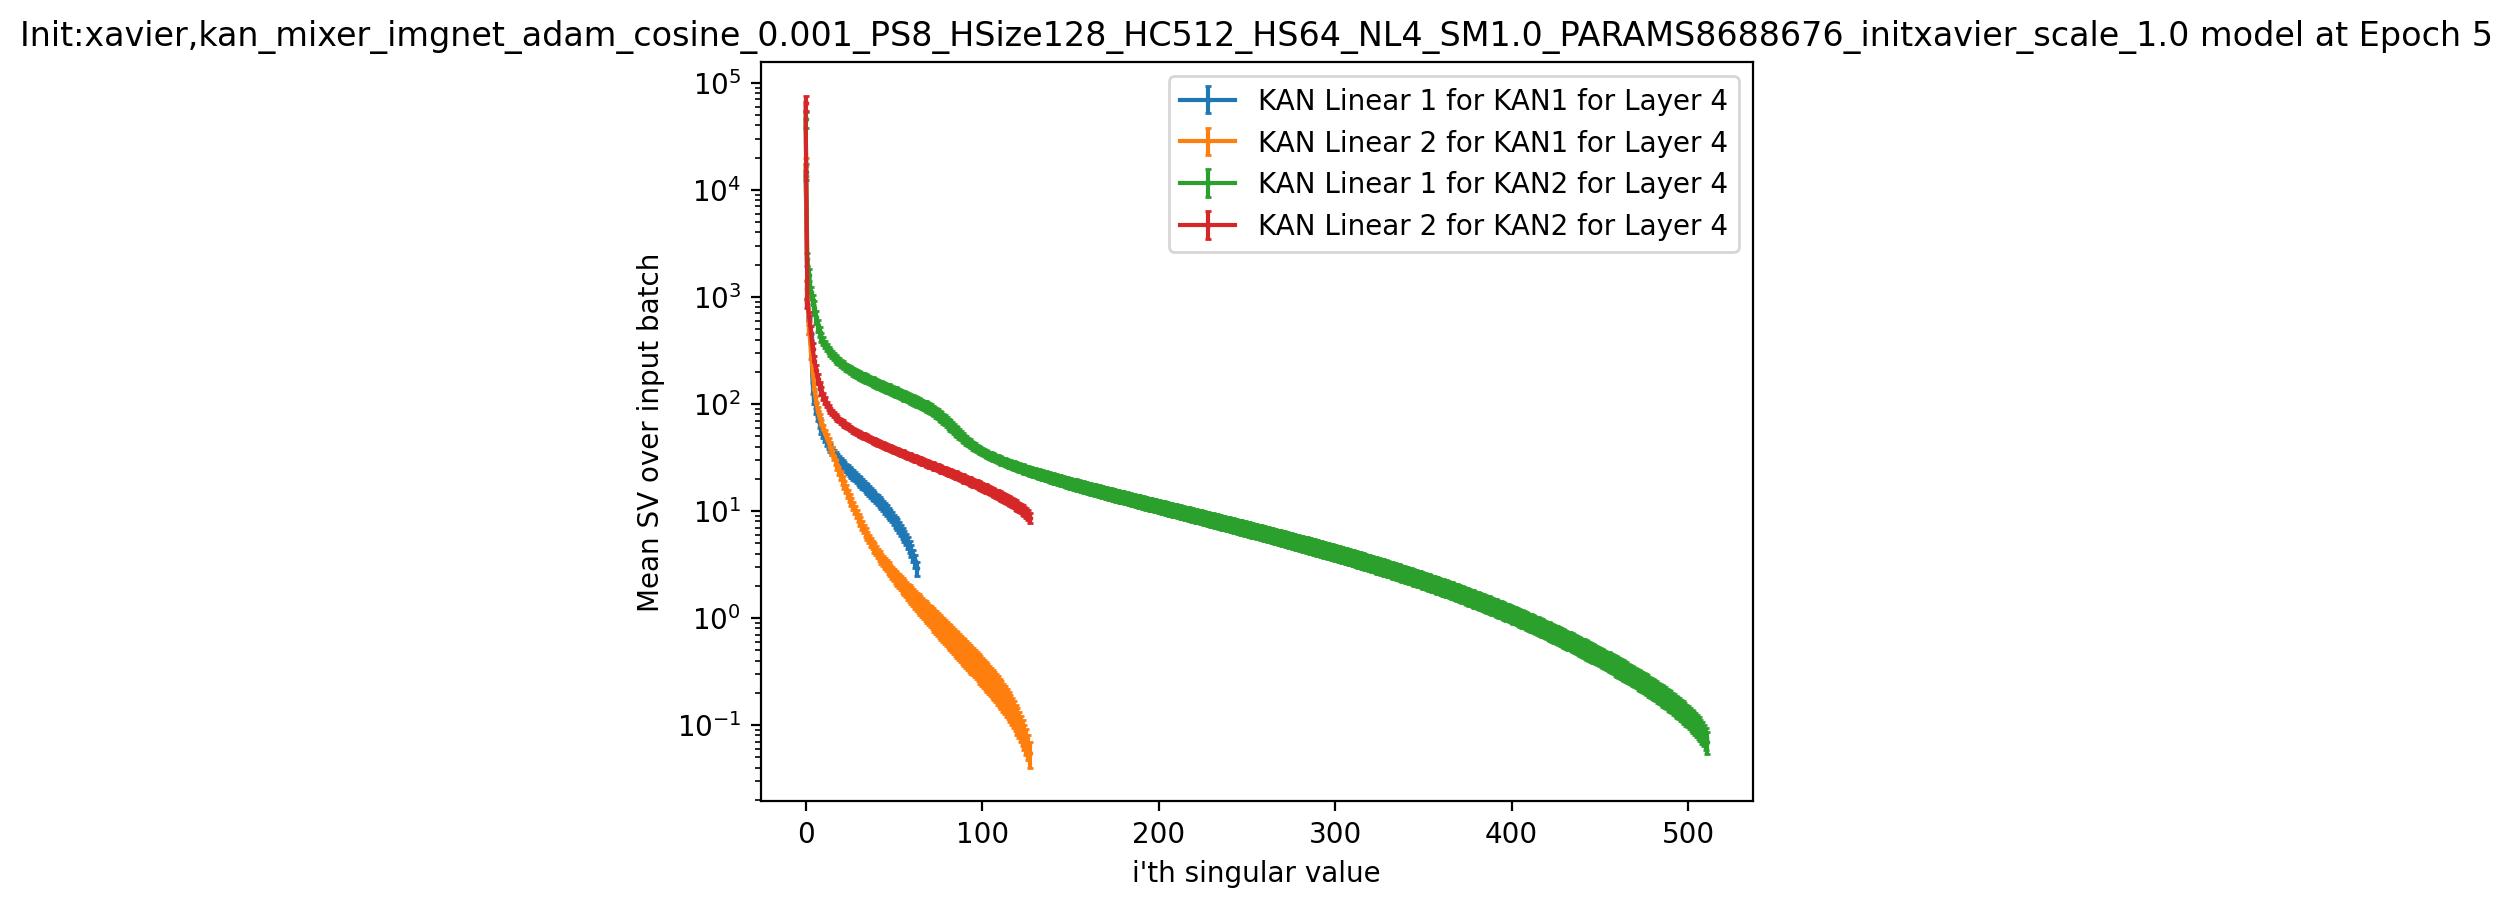 Init:xavier,kan_mixer_imgnet_adam_cosine_0.001_PS8_HSize128_HC512_HS64_NL4_SM1.0_PARAMS8688676_initxavier_scale_1.0 model at Epoch 5
KAN Linear 1 for KAN1 for Layer 4
KAN Linear 2 for KAN1 for Layer 4
KAN Linear 1 for KAN2 for Layer 4
KAN Linear 2 for KAN2 for Layer 4
Mean SV over input batch
10⁵
10⁴
10³
10²
10¹
10⁰
10⁻¹
0 100 200 300 400 500
i'th singular value